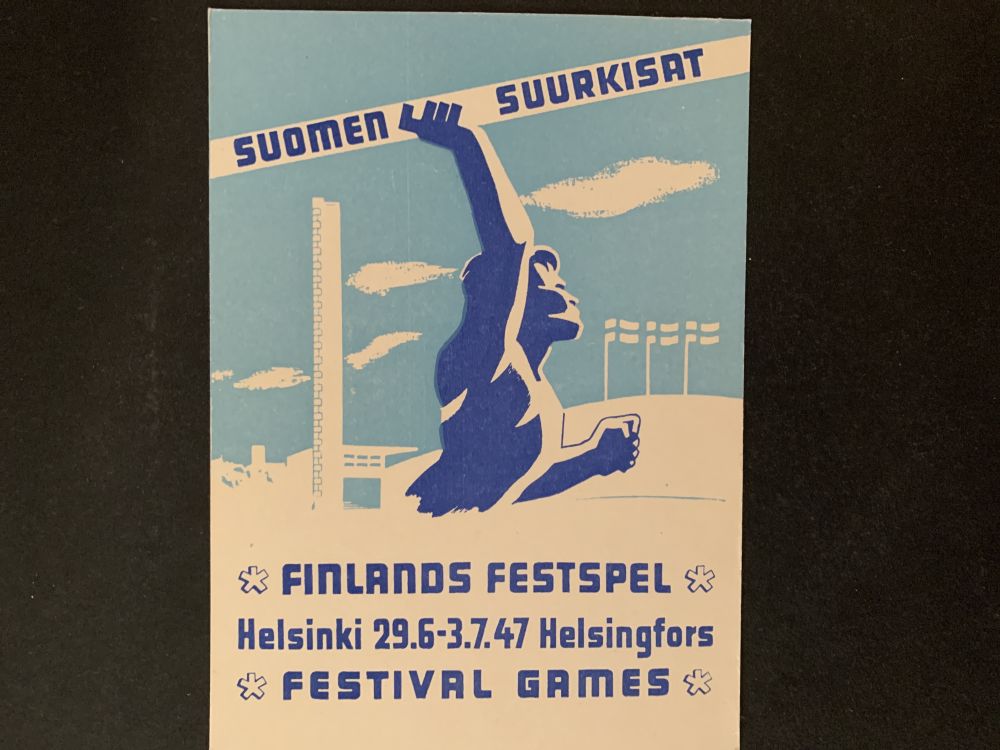 SUOMEN SUURKISAT
FINLANDS FESTSPEL
Helsinki 29.6-3.7.47 Helsingfors
FESTIVAL GAMES